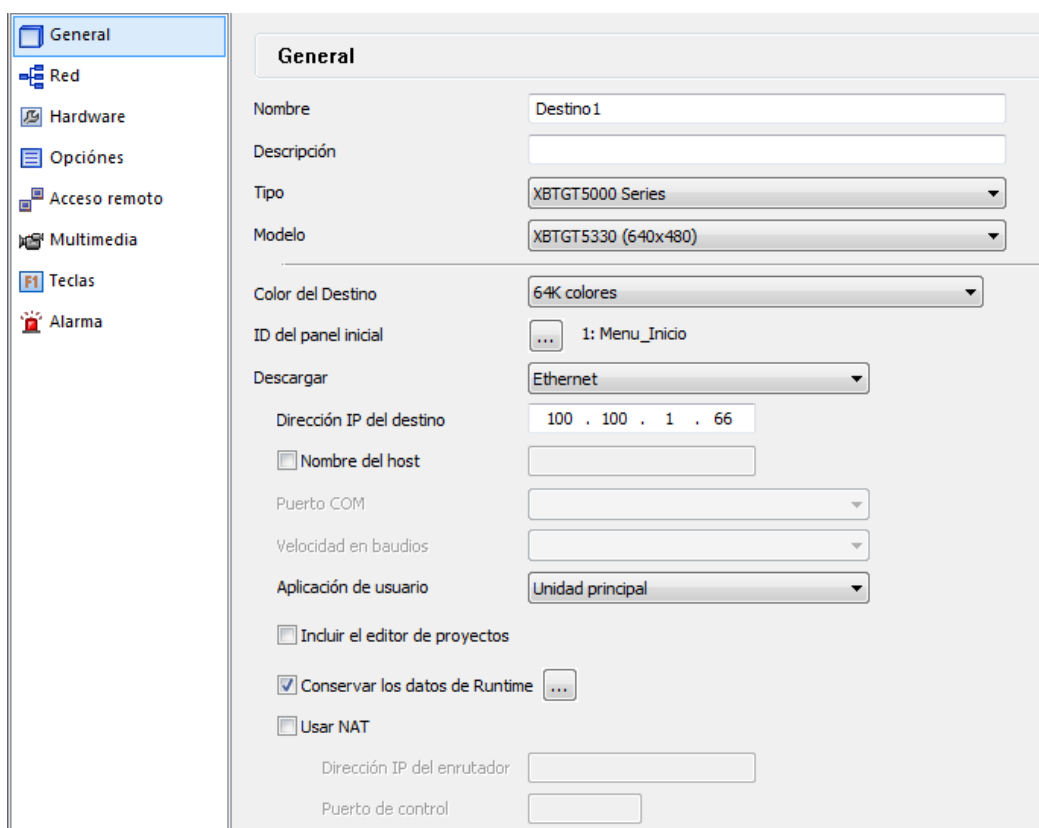 General
Red
Hardware
Opciónes
Acceso remoto
Multimedia
F1 Teclas
Alarma
General
Nombre Destino1
Descripción
Tipo XBTGT5000 Series
Modelo XBTGT5330 (640x480)
Color del Destino 64K colores
ID del panel inicial ... 1: Menu_Inicio
Descargar Ethernet
Dirección IP del destino 100 . 100 . 1 . 66
Nombre del host
Puerto COM
Velocidad en baudios
Aplicación de usuario Unidad principal
Incluir el editor de proyectos
Conservar los datos de Runtime ...
Usar NAT
Dirección IP del enrutador
Puerto de control